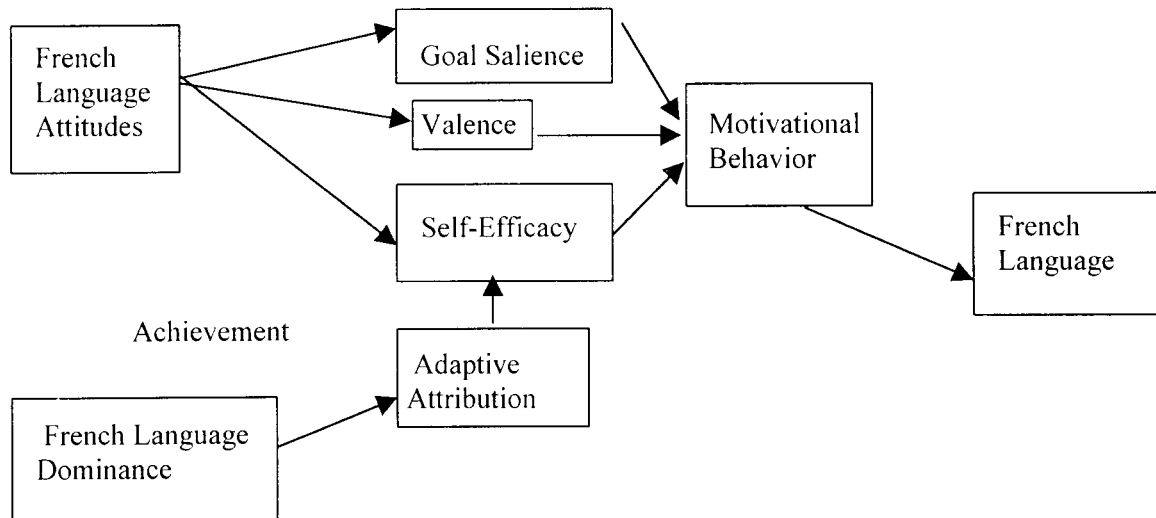 French
Language
Attitudes
Goal Salience
Valence
Self-Efficacy
Motivational
Behavior
French
Language
Achievement
Adaptive
Attribution
French Language
Dominance